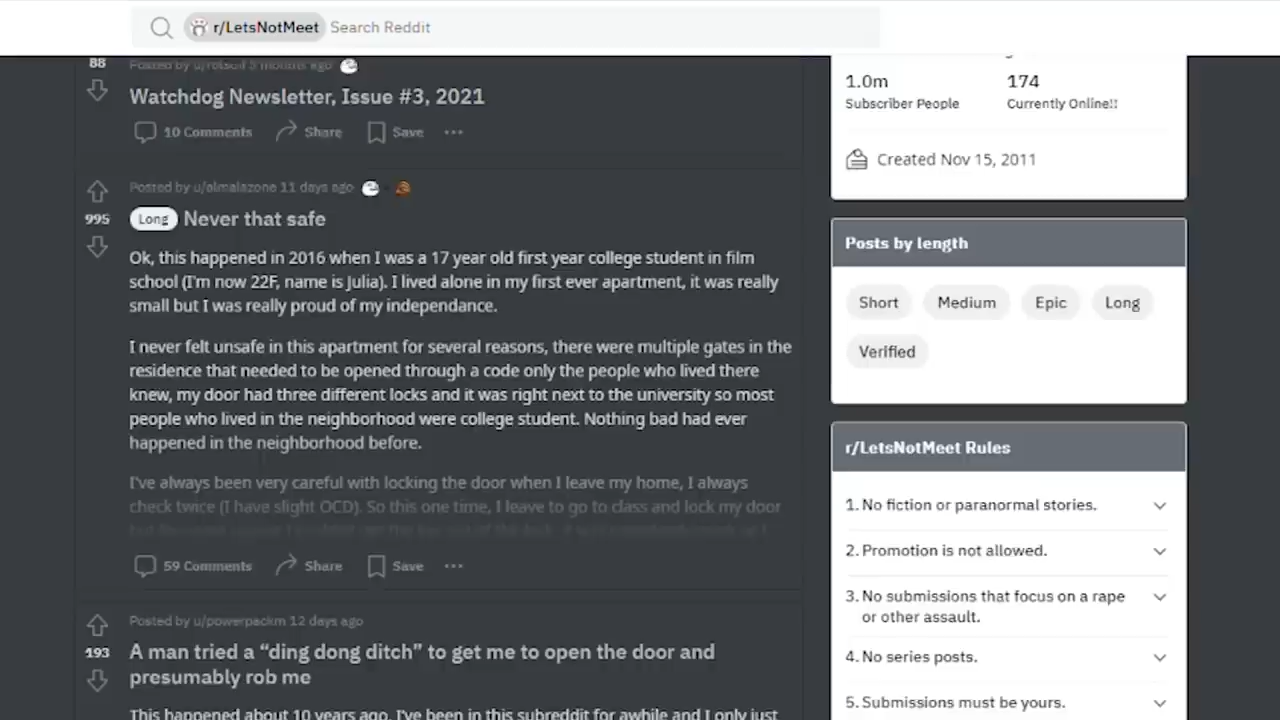 r/LetsNotMeet Search Reddit
88
Posted by u/rotsoil 3 months ago
Watchdog Newsletter, Issue #3, 2021
10 Comments Share Save
Posted by u/almalazone 11 days ago
995
Long Never that safe
Ok, this happened in 2016 when I was a 17 year old first year college student in film
school (I'm now 22F, name is Julia). I lived alone in my first ever apartment, it was really
small but I was really proud of my independance.
I never felt unsafe in this apartment for several reasons, there were multiple gates in the
residence that needed to be opened through a code only the people who lived there
knew, my door had three different locks and it was right next to the university so most
people who lived in the neighborhood were college student. Nothing bad had ever
happened in the neighborhood before.
I've always been very careful with locking the door when I leave my home, I always
check twice (I have slight OCD). So this one time, I leave to go to class and lock my door
59 Comments Share Save
Posted by u/powerpackm 12 days ago
193
A man tried a “ding dong ditch” to get me to open the door and
presumably rob me
This happened about 10 years ago. I've been in this subreddit for awhile and I only just
1.0m 174
Subscriber People Currently Online!!
Created Nov 15, 2011
Posts by length
Short Medium Epic Long
Verified
r/LetsNotMeet Rules
1. No fiction or paranormal stories.
2. Promotion is not allowed.
3. No submissions that focus on a rape
or other assault.
4. No series posts.
5. Submissions must be yours.